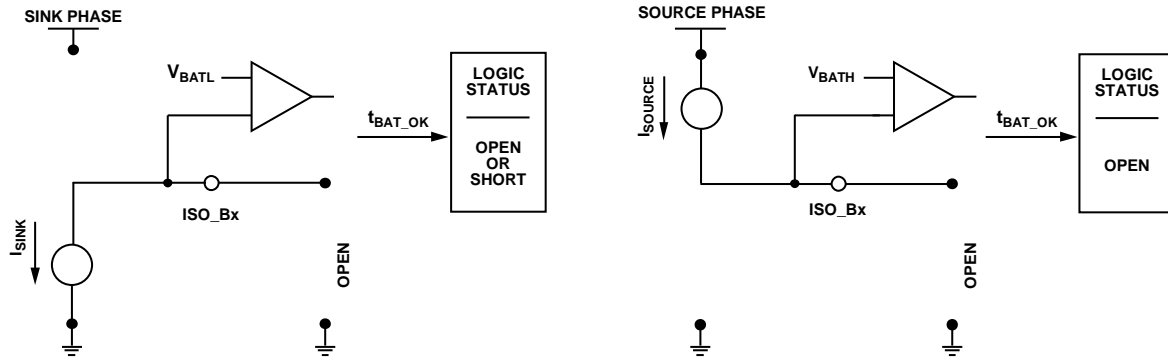 SINK PHASE
V_BATL
t_BAT_OK
LOGIC
STATUS
OPEN
OR
SHORT
ISO_Bx
I_SINK
OPEN
SOURCE PHASE
I_SOURCE
V_BATH
t_BAT_OK
LOGIC
STATUS
OPEN
ISO_Bx
OPEN